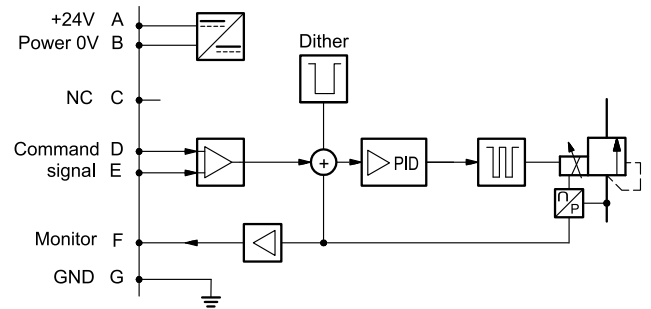 +24V A
Power 0V B
Dither
NC C
Command D
signal E
PID
P
Monitor F
GND G